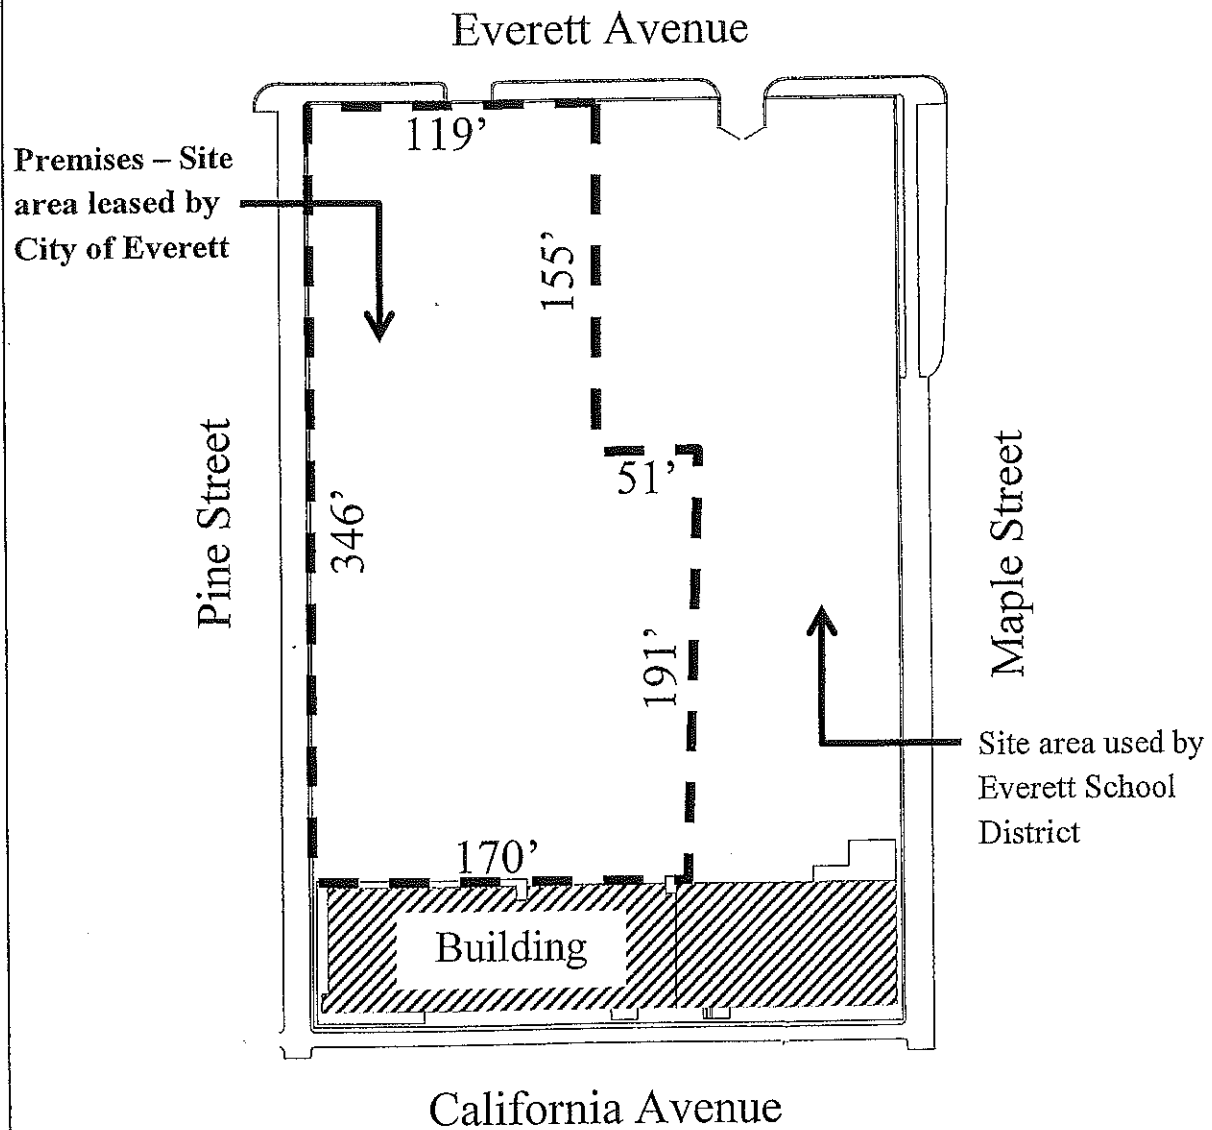 Everett Avenue
119’
Premises – Site
area leased by
City of Everett
155’
Pine Street
346’
51’
Maple Street
191’
Site area used by
Everett School
District
170’
Building
California Avenue